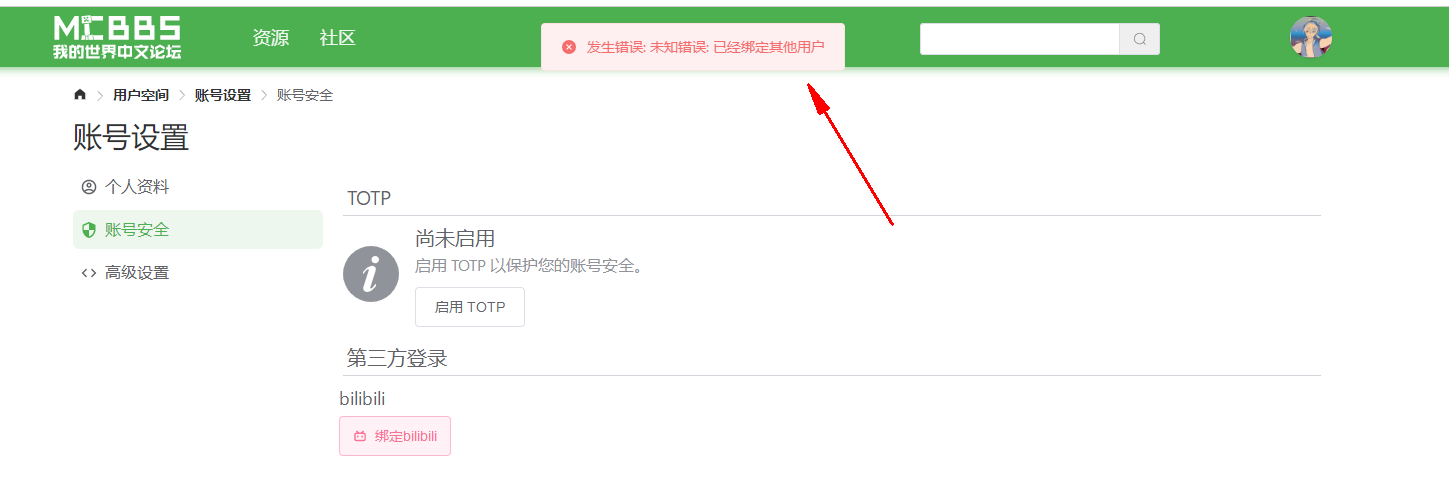 MCBBS
我的世界中文论坛
资源 社区
发生错误: 未知错误: 已经绑定其他用户
用户空间 账号设置 账号安全
账号设置
个人资料
账号安全
高级设置
TOTP
尚未启用
启用 TOTP 以保护您的账号安全。
启用 TOTP
第三方登录
bilibili
绑定bilibili